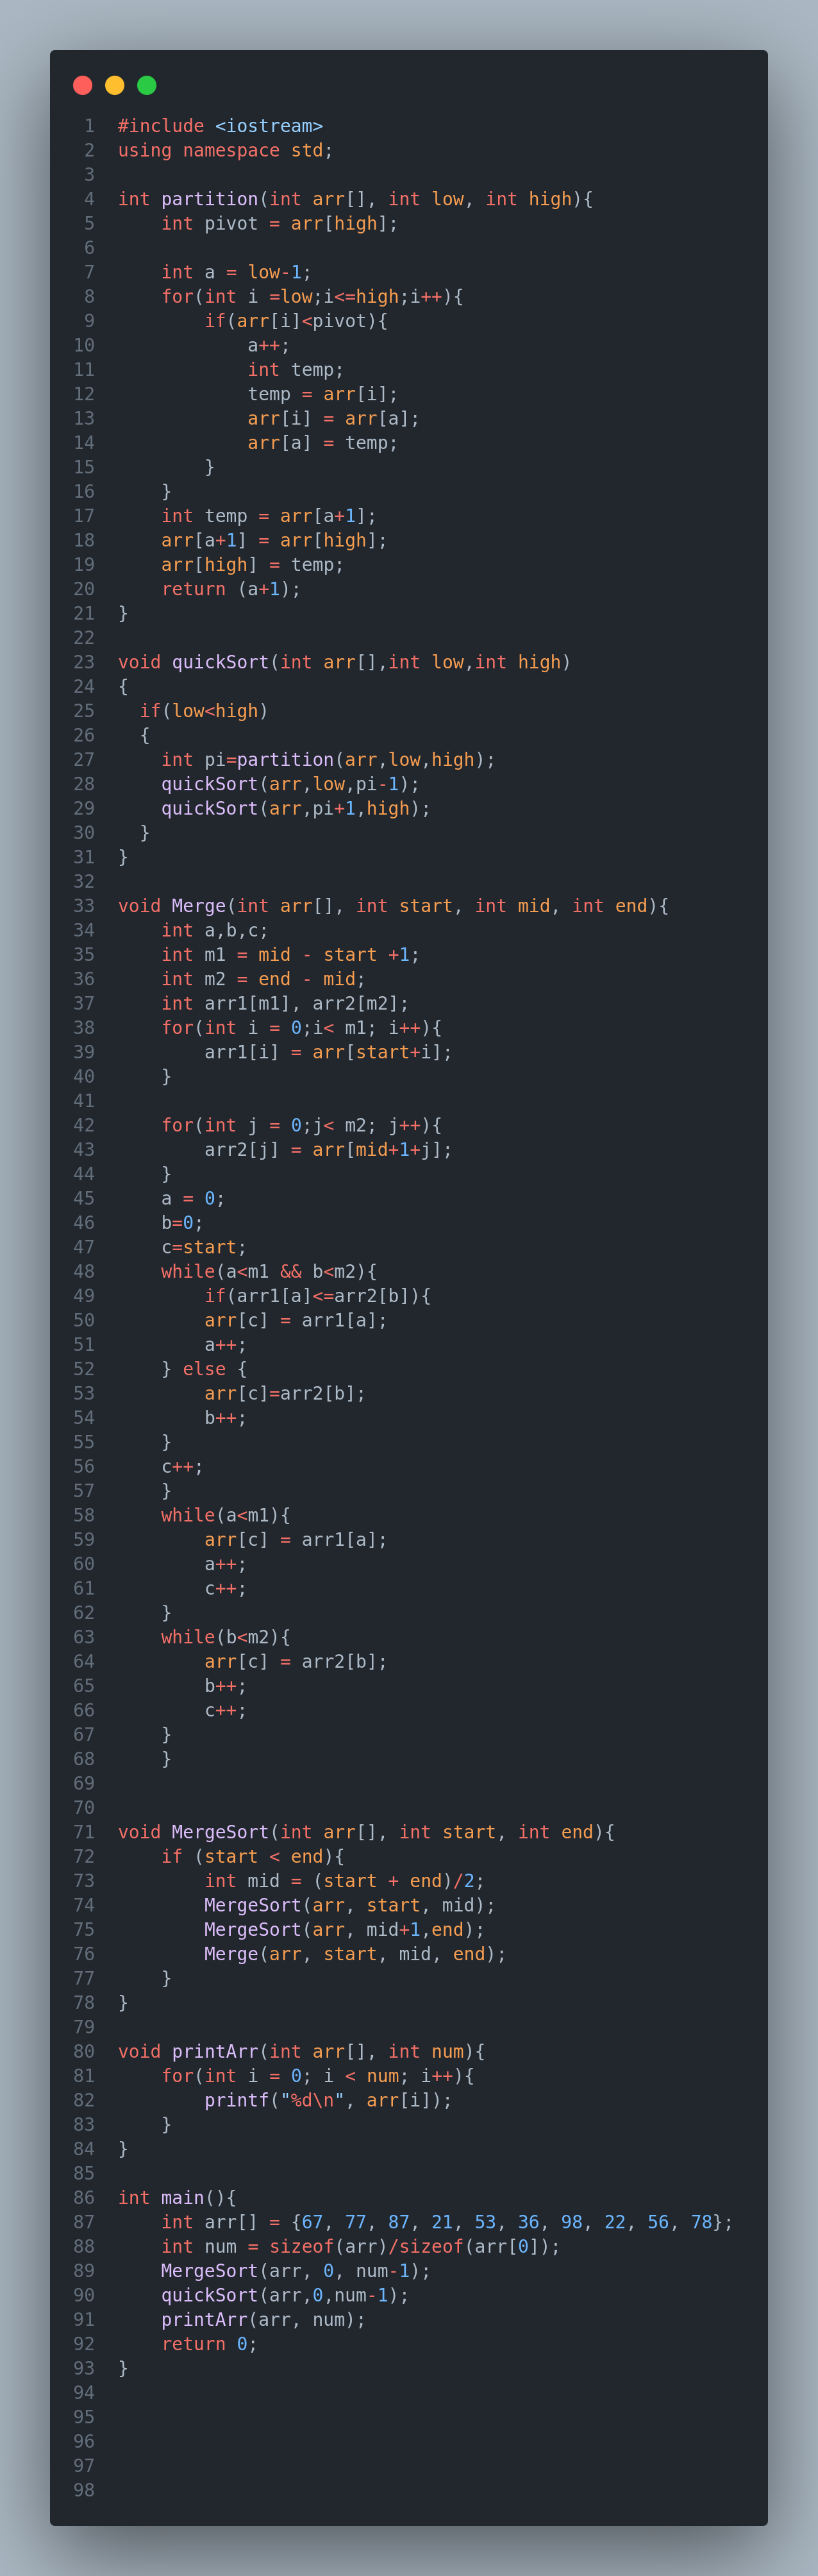 1 #include <iostream>
2 using namespace std;
3
4 int partition(int arr[], int low, int high){
5     int pivot = arr[high];
6
7     int a = low-1;
8     for(int i =low;i<=high;i++){
9         if(arr[i]<pivot){
10             a++;
11             int temp;
12             temp = arr[i];
13             arr[i] = arr[a];
14             arr[a] = temp;
15         }
16     }
17     int temp = arr[a+1];
18     arr[a+1] = arr[high];
19     arr[high] = temp;
20     return (a+1);
21 }
22
23 void quickSort(int arr[],int low,int high)
24 {
25   if(low<high)
26   {
27     int pi=partition(arr,low,high);
28     quickSort(arr,low,pi-1);
29     quickSort(arr,pi+1,high);
30   }
31 }
32
33 void Merge(int arr[], int start, int mid, int end){
34     int a,b,c;
35     int m1 = mid - start +1;
36     int m2 = end - mid;
37     int arr1[m1], arr2[m2];
38     for(int i = 0;i< m1; i++){
39         arr1[i] = arr[start+i];
40     }
41
42     for(int j = 0;j< m2; j++){
43         arr2[j] = arr[mid+1+j];
44     }
45     a = 0;
46     b=0;
47     c=start;
48     while(a<m1 && b<m2){
49         if(arr1[a]<=arr2[b]){
50         arr[c] = arr1[a];
51         a++;
52     } else {
53         arr[c]=arr2[b];
54         b++;
55     }
56     c++;
57     }
58     while(a<m1){
59         arr[c] = arr1[a];
60         a++;
61         c++;
62     }
63     while(b<m2){
64         arr[c] = arr2[b];
65         b++;
66         c++;
67     }
68     }
69
70
71 void MergeSort(int arr[], int start, int end){
72     if (start < end){
73         int mid = (start + end)/2;
74         MergeSort(arr, start, mid);
75         MergeSort(arr, mid+1,end);
76         Merge(arr, start, mid, end);
77     }
78 }
79
80 void printArr(int arr[], int num){
81     for(int i = 0; i < num; i++){
82         printf("%d\n", arr[i]);
83     }
84 }
85
86 int main(){
87     int arr[] = {67, 77, 87, 21, 53, 36, 98, 22, 56, 78};
88     int num = sizeof(arr)/sizeof(arr[0]);
89     MergeSort(arr, 0, num-1);
90     quickSort(arr,0,num-1);
91     printArr(arr, num);
92     return 0;
93 }
94
95
96
97
98